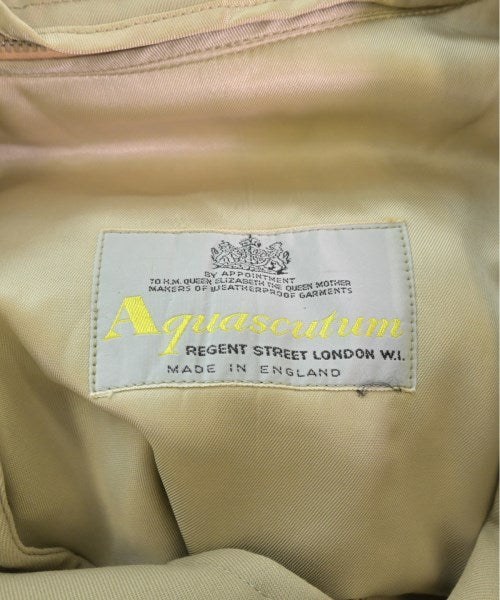 BY APPOINTMENT
TO H.M. QUEEN ELIZABETH THE QUEEN MOTHER
MAKERS OF WEATHERPROOF GARMENTS
Aquascutum
REGENT STREET LONDON W.I.
MADE IN ENGLAND